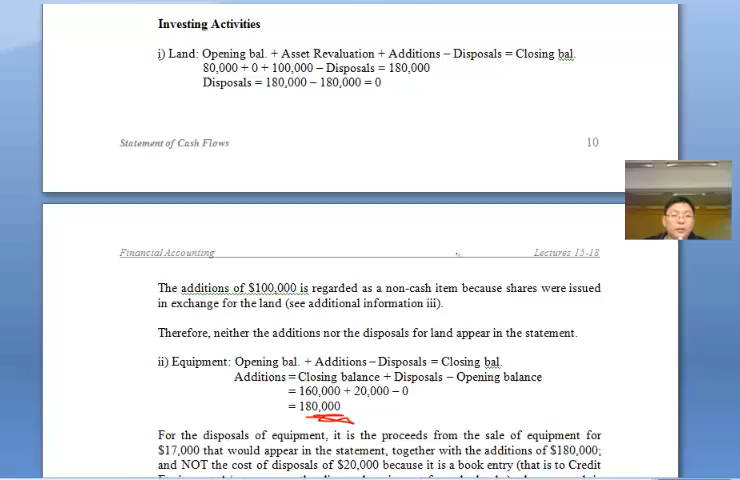 Investing Activities
i) Land: Opening bal. + Asset Revaluation + Additions – Disposals = Closing bal.
80,000 + 0 + 100,000 – Disposals = 180,000
Disposals = 180,000 – 180,000 = 0
Statement of Cash Flows 10
Financial Accounting Lectures 15-18
The additions of $100,000 is regarded as a non-cash item because shares were issued
in exchange for the land (see additional information iii).
Therefore, neither the additions nor the disposals for land appear in the statement.
ii) Equipment: Opening bal. + Additions – Disposals = Closing bal.
Additions = Closing balance + Disposals – Opening balance
= 160,000 + 20,000 – 0
= 180,000
For the disposals of equipment, it is the proceeds from the sale of equipment for
$17,000 that would appear in the statement, together with the additions of $180,000;
and NOT the cost of disposals of $20,000 because it is a book entry (that is to Credit